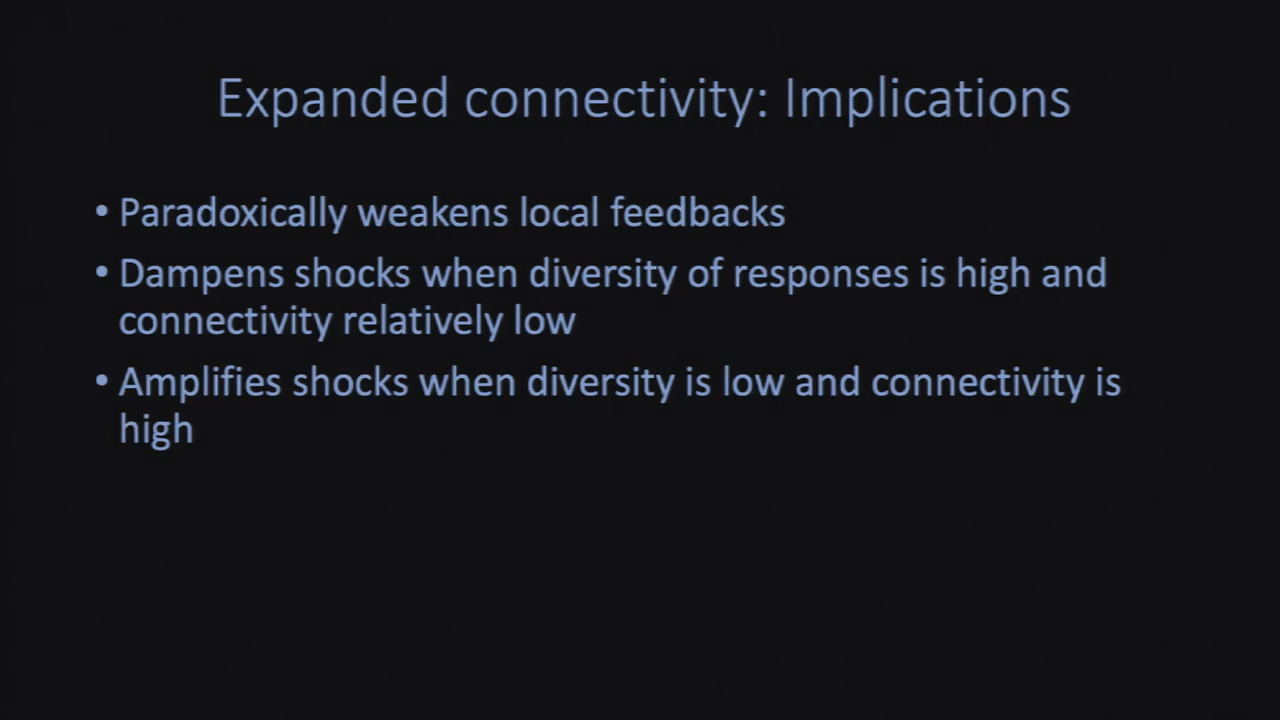 Expanded connectivity: Implications
• Paradoxically weakens local feedbacks
• Dampens shocks when diversity of responses is high and
connectivity relatively low
• Amplifies shocks when diversity is low and connectivity is
high